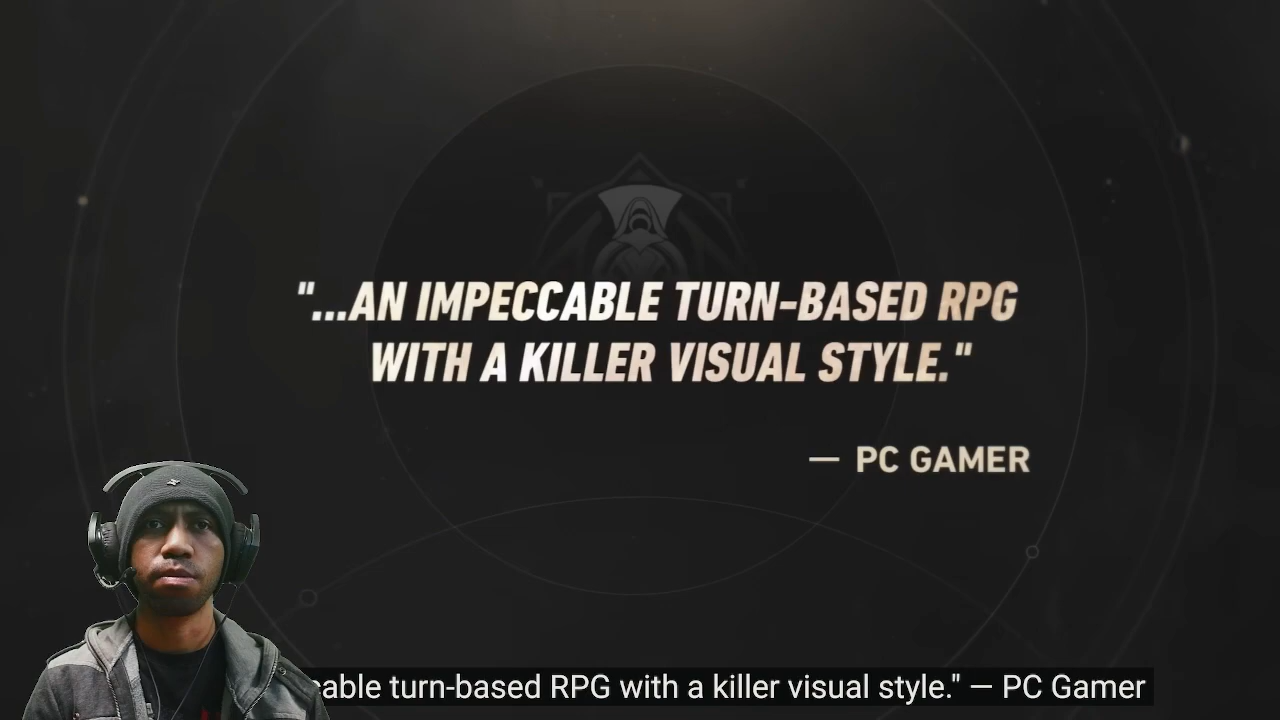 "...AN IMPECCABLE TURN-BASED RPG
WITH A KILLER VISUAL STYLE."
— PC GAMER
cable turn-based RPG with a killer visual style." — PC Gamer